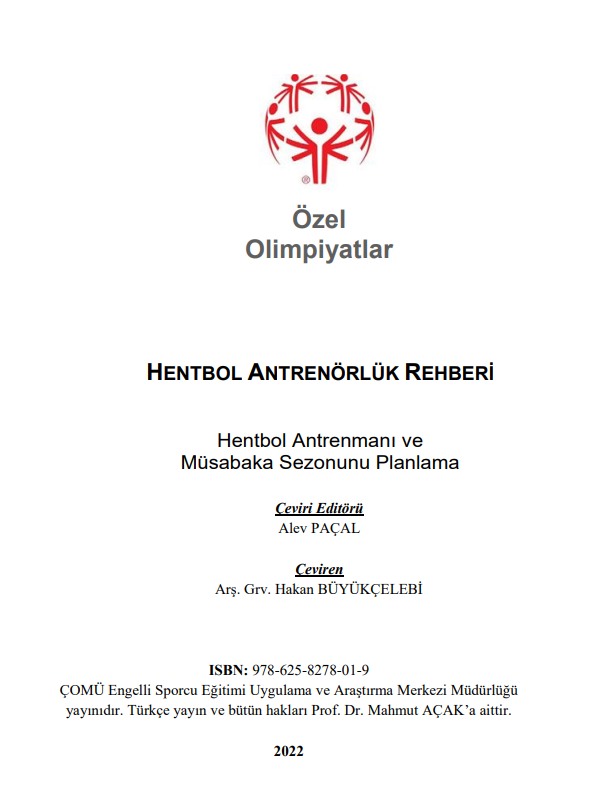 Özel
Olimpiyatlar
HENTBOL ANTRENÖRLÜK REHBERİ
Hentbol Antrenmanı ve
Müsabaka Sezonunu Planlama
Çeviri Editörü
Alev PAÇAL
Çeviren
Arş. Grv. Hakan BÜYÜKÇELEBİ
ISBN: 978-625-8278-01-9
ÇOMÜ Engelli Sporcu Eğitimi Uygulama ve Araştırma Merkezi Müdürlüğü
yayınıdır. Türkçe yayın ve bütün hakları Prof. Dr. Mahmut AÇAK’a aittir.
2022